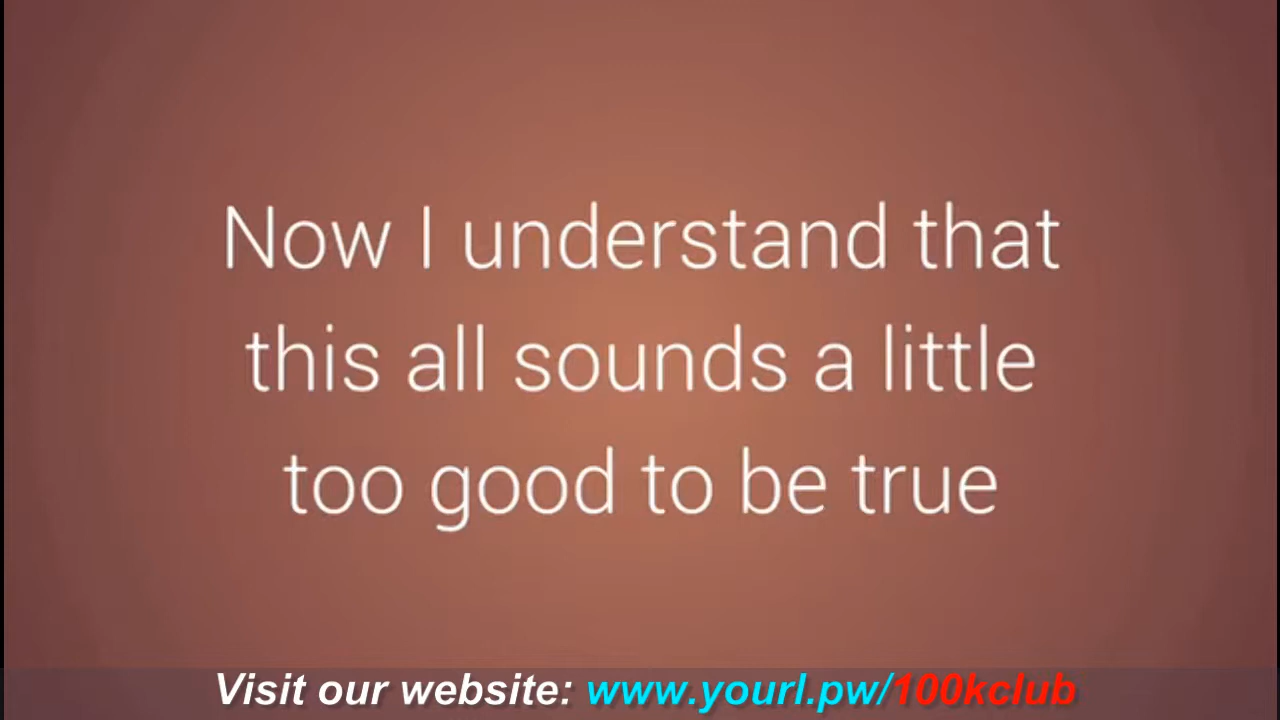 Now I understand that
this all sounds a little
too good to be true
Visit our website: www.yourl.pw/100kclub